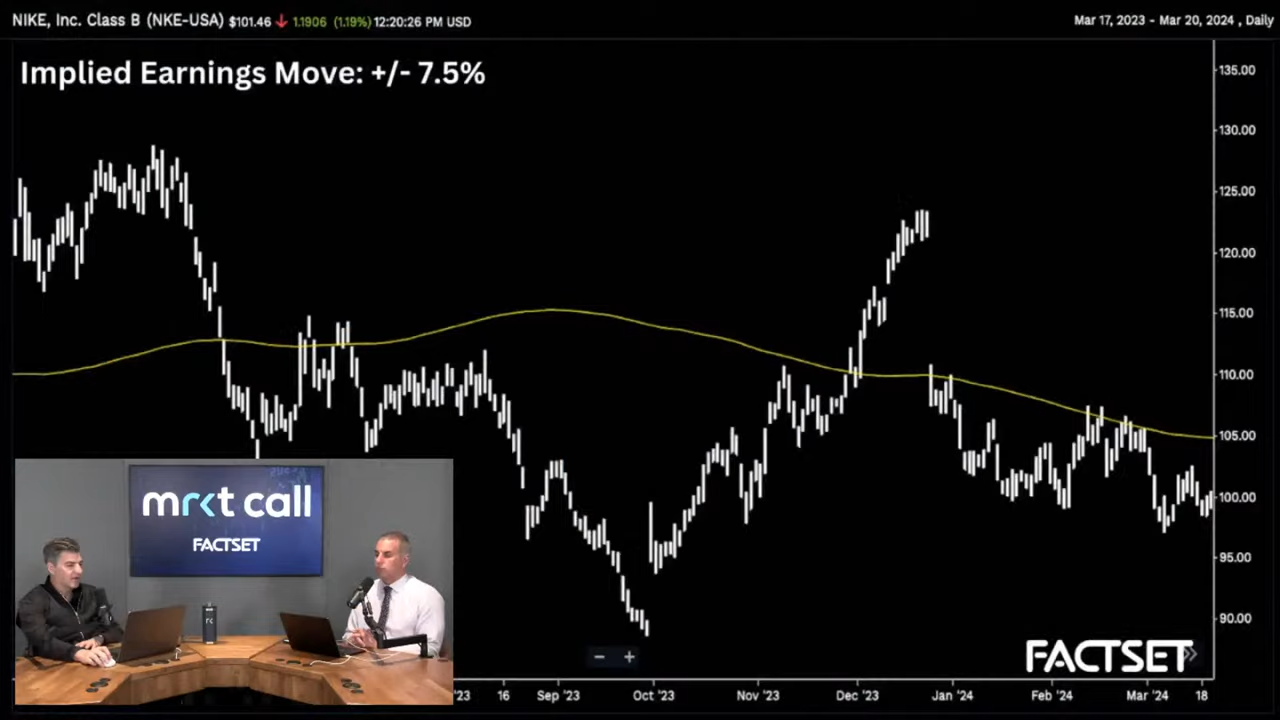 NIKE, Inc. Class B (NKE-USA) $101.46 1.1906 (1.19%) 12:20:26 PM USD
Mar 17, 2023 - Mar 20, 2024 , Daily
Implied Earnings Move: +/- 7.5%
135.00
130.00
125.00
120.00
115.00
110.00
105.00
100.00
95.00
90.00
mrkt call
FACTSET
FACTSET
'23
16
Sep '23
Oct '23
Nov '23
Dec '23
Jan '24
Feb '24
Mar '24
18